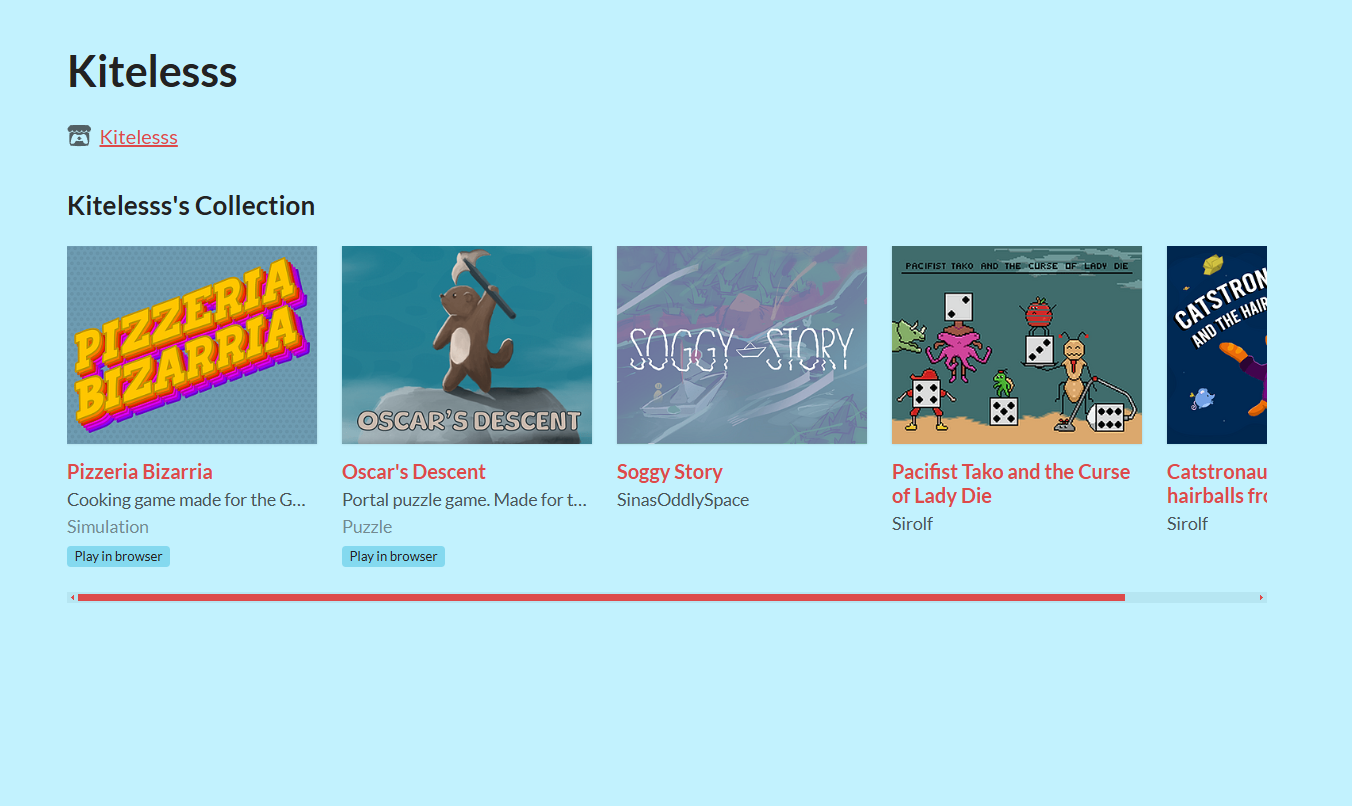 Kitelesss
Kitelesss
Kitelesss's Collection
PIZZERIA
BIZARRIA
OSCAR'S DESCENT
SOGGY STORY
PACIFIST TAKO AND THE CURSE OF LADY DIE
CATSTRON
AND THE HAIR
Pizzeria Bizarria
Cooking game made for the G…
Simulation
Play in browser
Oscar's Descent
Portal puzzle game. Made for t…
Puzzle
Play in browser
Soggy Story
SinasOddlySpace
Pacifist Tako and the Curse
of Lady Die
Sirolf
Catstronau
hairballs fro
Sirolf